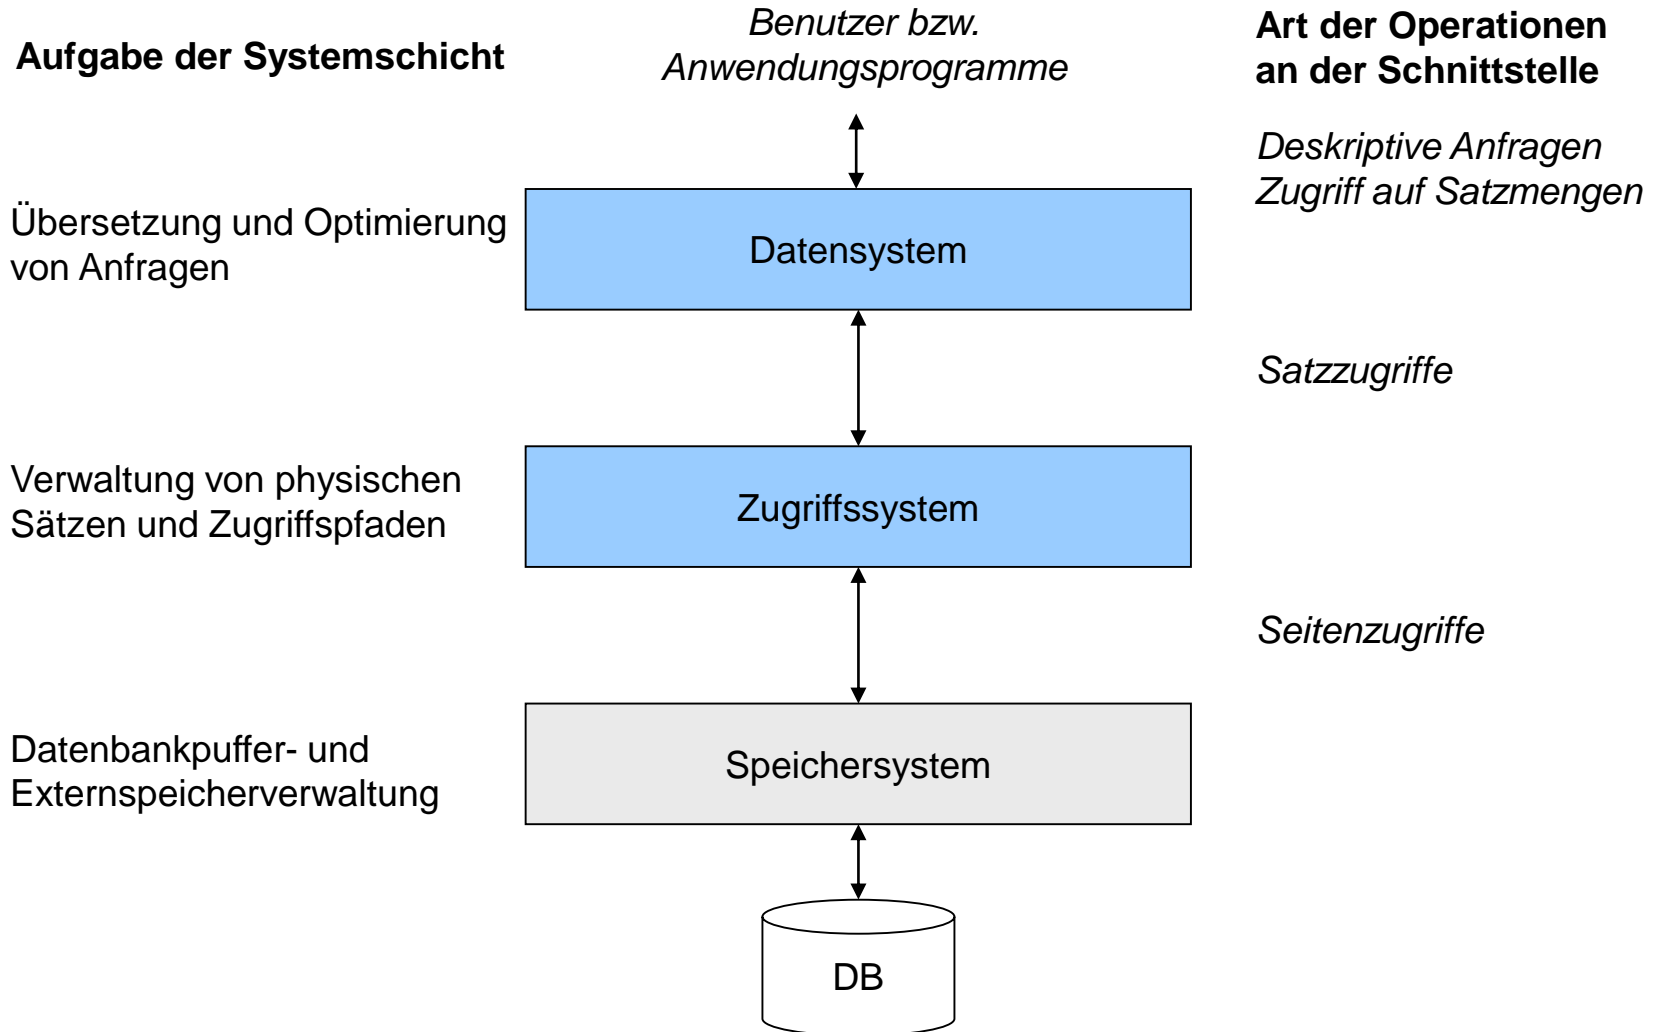 Aufgabe der Systemschicht
Benutzer bzw.
Anwendungsprogramme
Art der Operationen
an der Schnittstelle
Deskriptive Anfragen
Zugriff auf Satzmengen
Übersetzung und Optimierung
von Anfragen
Datensystem
Satzzugriffe
Verwaltung von physischen
Sätzen und Zugriffspfaden
Zugriffssystem
Seitenzugriffe
Datenbankpuffer- und
Externspeicherverwaltung
Speichersystem
DB